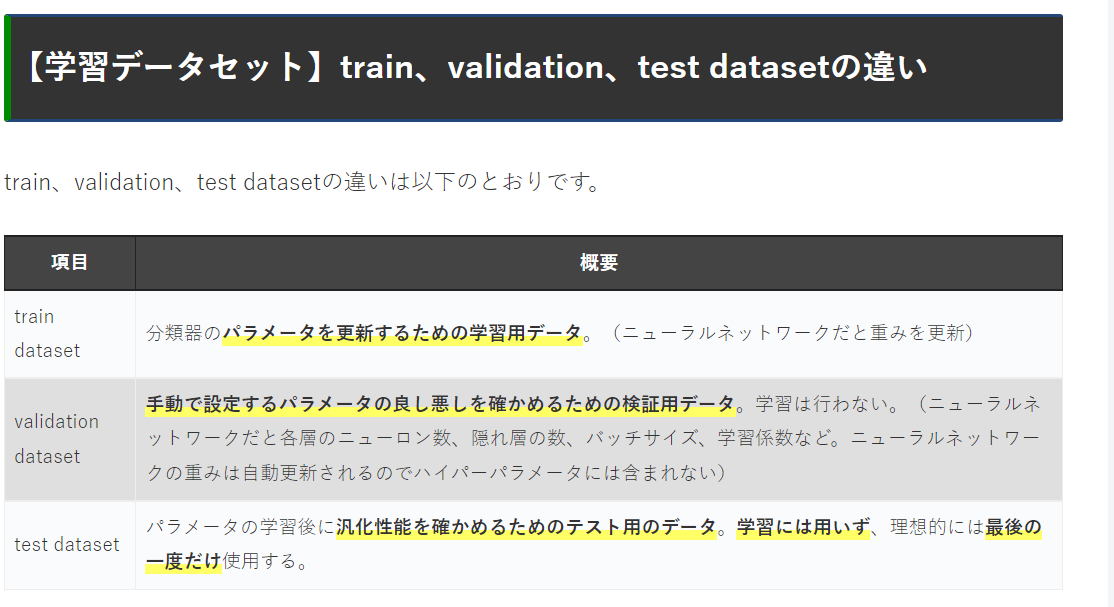 【学習データセット】train、validation、test datasetの違い
train、validation、test datasetの違いは以下のとおりです。
項目
概要
train
dataset
分類器のパラメータを更新するための学習用データ。（ニューラルネットワークだと重みを更新）
validation
dataset
手動で設定するパラメータの良し悪しを確かめるための検証用データ。学習は行わない。（ニューラルネ
ットワークだと各層のニューロン数、隠れ層の数、バッチサイズ、学習係数など。ニューラルネットワー
クの重みは自動更新されるのでハイパーパラメータには含まれない）
test dataset
パラメータの学習後に汎化性能を確かめるためのテスト用のデータ。学習には用いず、理想的には最後の
一度だけ使用する。